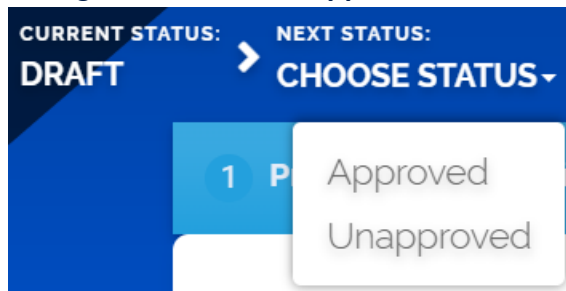 CURRENT STATUS:
DRAFT
NEXT STATUS:
CHOOSE STATUS
1
Approved
Unapproved